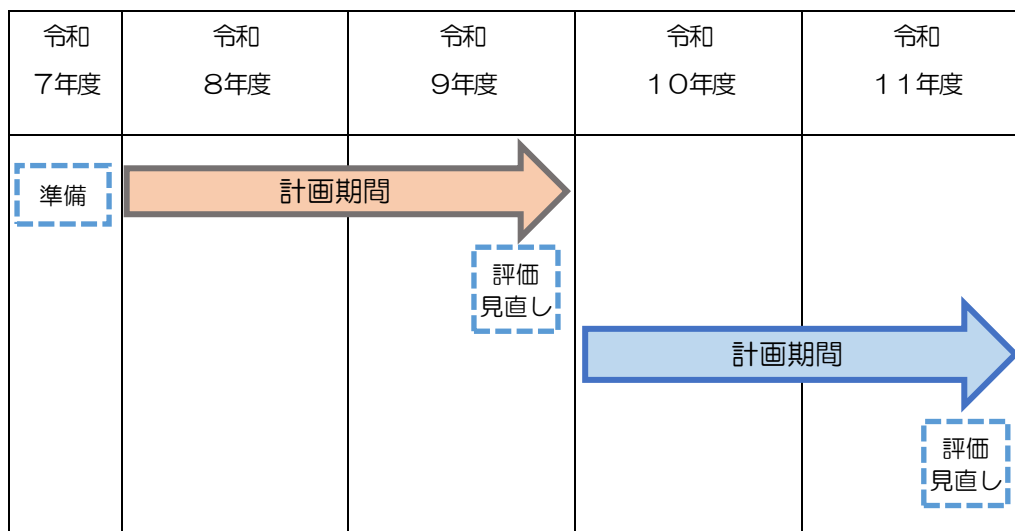 令和
7年度
令和
8年度
令和
9年度
令和
10年度
令和
11年度
準備
計画期間
評価
見直し
計画期間
評価
見直し